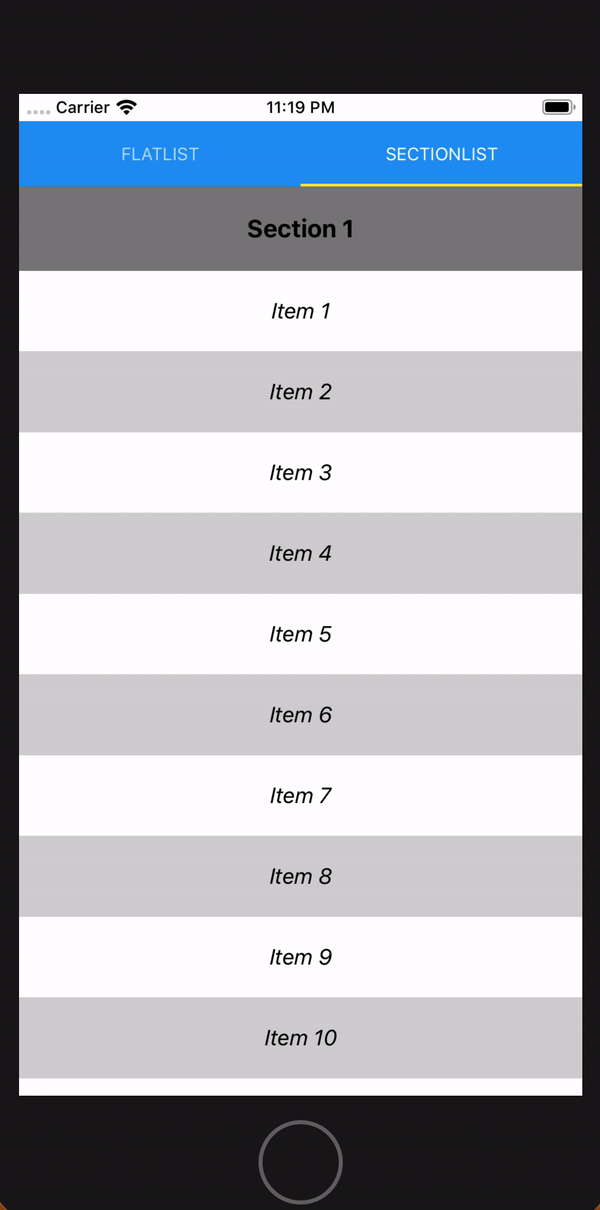 Carrier 11:19 PM
FLATLIST SECTIONLIST
Section 1
Item 1
Item 2
Item 3
Item 4
Item 5
Item 6
Item 7
Item 8
Item 9
Item 10